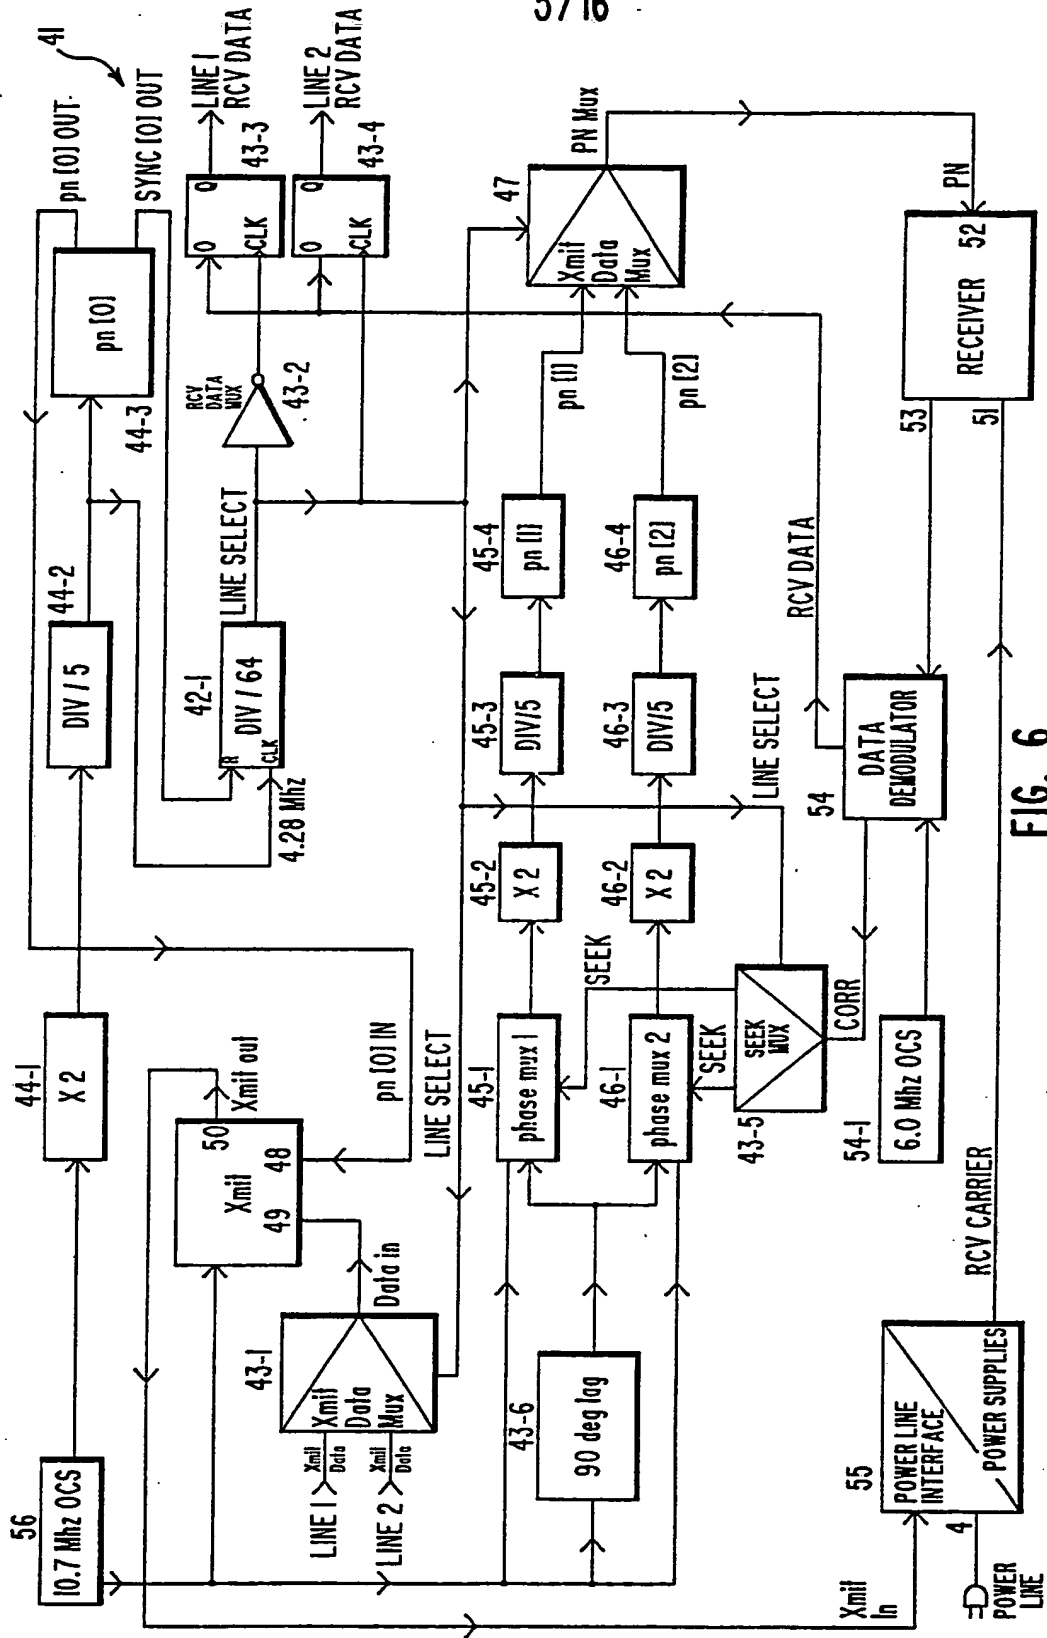 5/16
41
56
10.7 Mhz OCS
44-1
X 2
44-2
DIV / 5
44-3
pn [0]
pn [0] OUT
SYNC [0] OUT
50
Xmit
49
48
Xmit out
pn [0] IN
42-1
DIV / 64
R
CLK
4.28 Mhz
LINE SELECT
RCV
DATA
MUX
43-2
D
Q
CLK
43-3
LINE 1
RCV DATA
D
Q
CLK
43-4
LINE 2
RCV DATA
43-1
Xmit
Data
Mux
Data in
LINE 1
Xmit
Data
LINE 2
Xmit
Data
LINE SELECT
43-6
90 deg lag
45-1
phase mux 1
45-2
X 2
45-3
DIV/5
45-4
pn [1]
pn [1]
46-1
phase mux 2
46-2
X 2
46-3
DIV/5
46-4
pn [2]
pn [2]
47
Xmit
Data
Mux
PN Mux
SEEK
SEEK
43-5
SEEK
MUX
LINE SELECT
CORR
54-1
6.0 Mhz OCS
54
DATA
DEMODULATOR
RCV DATA
PN
RECEIVER
52
53
51
RCV CARRIER
55
POWER LINE
INTERFACE
POWER SUPPLIES
Xmit
In
4
POWER
LINE
FIG. 6